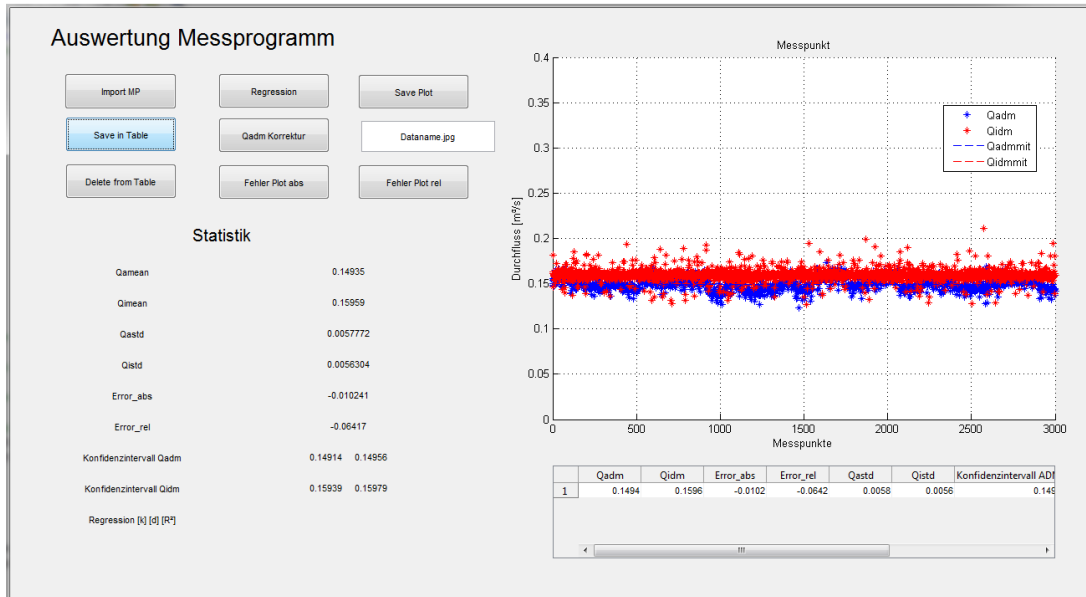 Auswertung Messprogramm
Import MP
Regression
Save Plot
Save in Table
Qadm Korrektur
Dataname.jpg
Delete from Table
Fehler Plot abs
Fehler Plot rel
Statistik
Qamean 0.14935
Qimean 0.15959
Qastd 0.0057772
Qistd 0.0056304
Error_abs -0.010241
Error_rel -0.06417
Konfidenzintervall Qadm 0.14914 0.14956
Konfidenzintervall Qidm 0.15939 0.15979
Regression [k] [d] [R²]
Messpunkt
0.4
0.35
0.3
0.25
0.2
0.15
0.1
0.05
0
Durchfluss [m³/s]
Qadm
Qidm
Qadmmit
Qidmmit
0 500 1000 1500 2000 2500 3000
Messpunkte
Qadm Qidm Error_abs Error_rel Qastd Qistd Konfidenzintervall ADM
1 0.1494 0.1596 -0.0102 -0.0642 0.0058 0.0056 0.149